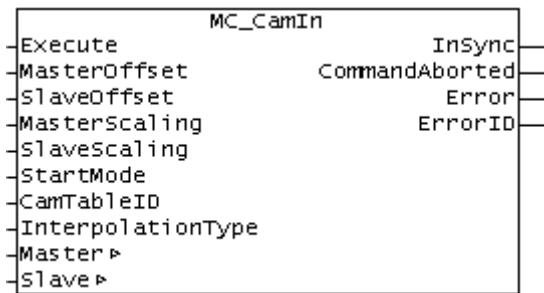 MC_CamIn
Execute InSync
MasterOffset CommandAborted
SlaveOffset Error
MasterScaling ErrorID
SlaveScaling
StartMode
CamTableID
InterpolationType
Master
Slave